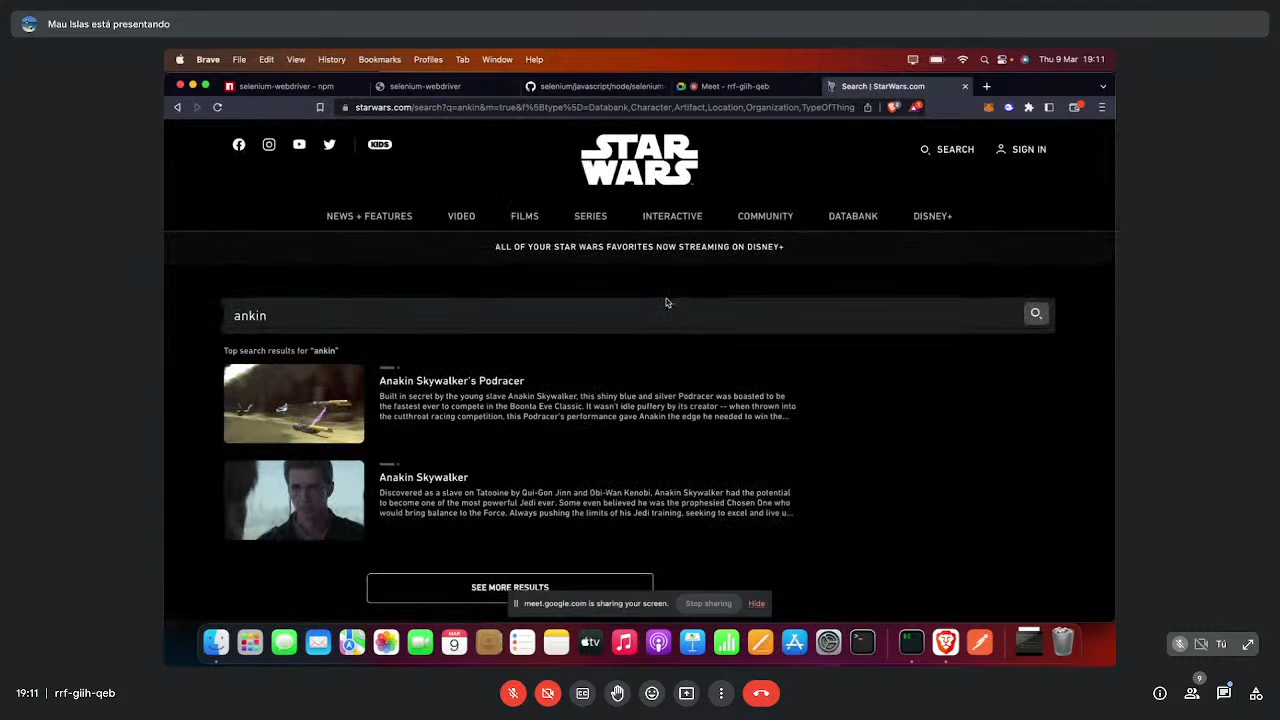 Mau Islas está presentando
Brave File Edit View History Bookmarks Profiles Tab Window Help Thu 9 Mar 19:11
selenium-webdriver - npm selenium-webdriver selenium/javascript/node/selenium- Meet - rrf-giih-qeb Search | StarWars.com
starwars.com/search?q=ankin&m=true&f%5Btype%5D=Databank,Character,Artifact,Location,Organization,TypeOfThing
KIDS
STAR
WARS
SEARCH SIGN IN
NEWS + FEATURES VIDEO FILMS SERIES INTERACTIVE COMMUNITY DATABANK DISNEY+
ALL OF YOUR STAR WARS FAVORITES NOW STREAMING ON DISNEY+
ankin
Top search results for "ankin"
Anakin Skywalker's Podracer
Built in secret by the young slave Anakin Skywalker, this shiny blue and silver Podracer was boasted to be
the fastest ever to compete in the Boonta Eve Classic. It wasn't idle puffery by its creator -- when thrown into
the cutthroat racing competition, this Podracer's performance gave Anakin the edge he needed to win the...
Anakin Skywalker
Discovered as a slave on Tatooine by Qui-Gon Jinn and Obi-Wan Kenobi, Anakin Skywalker had the potential
to become one of the most powerful Jedi ever. Some even believed he was the prophesied Chosen One who
would bring balance to the Force. Always pushing the limits of his Jedi training, seeking to excel and live u...
SEE MORE RESULTS
meet.google.com is sharing your screen. Stop sharing Hide
MAR
9
tv
Tú
19:11 rrf-giih-qeb
9